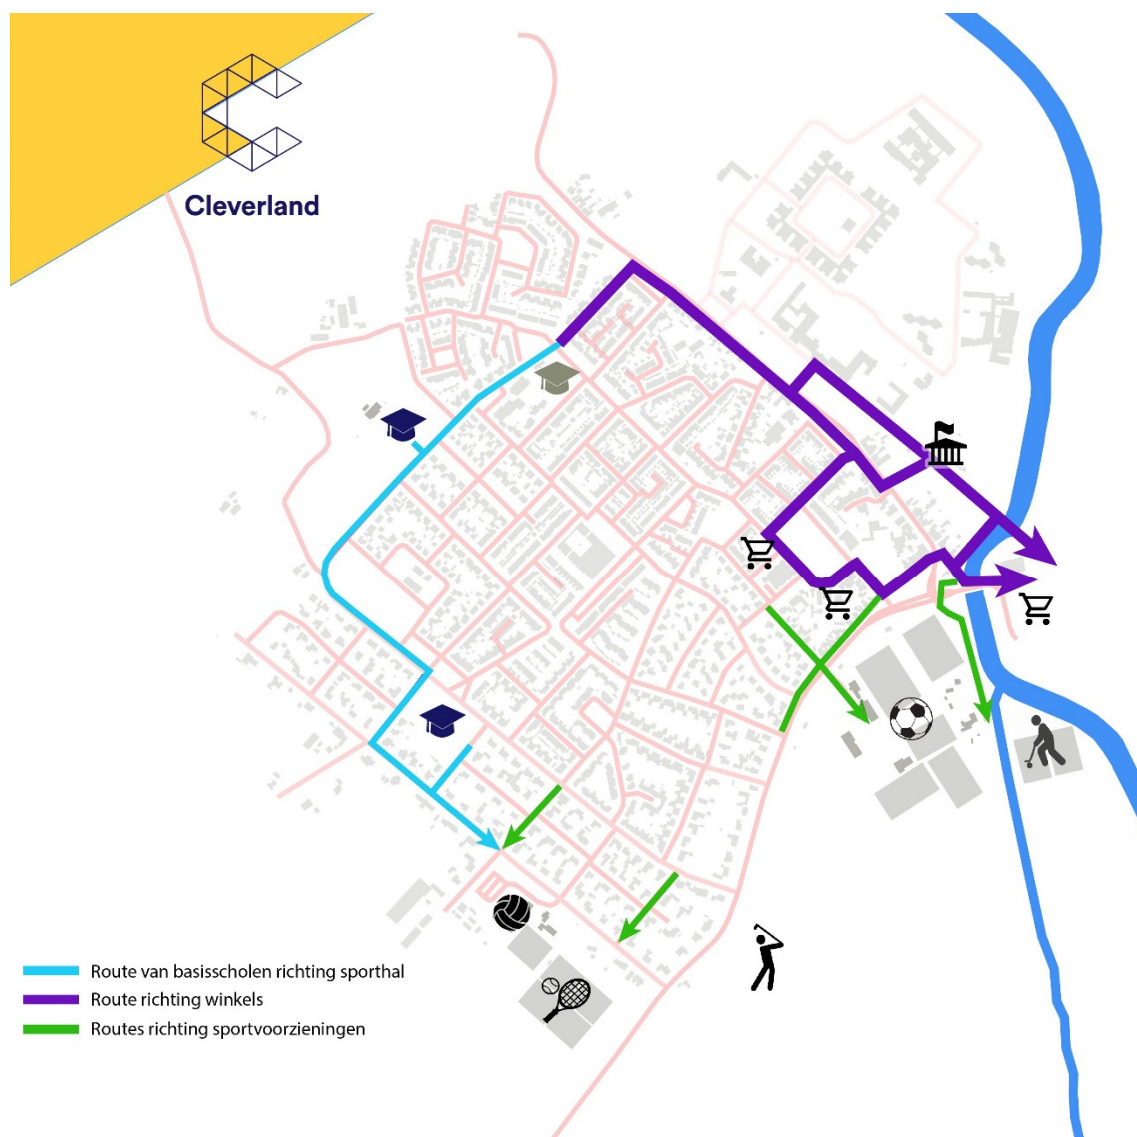 Cleverland
Route van basisscholen richting sporthal
Route richting winkels
Routes richting sportvoorzieningen